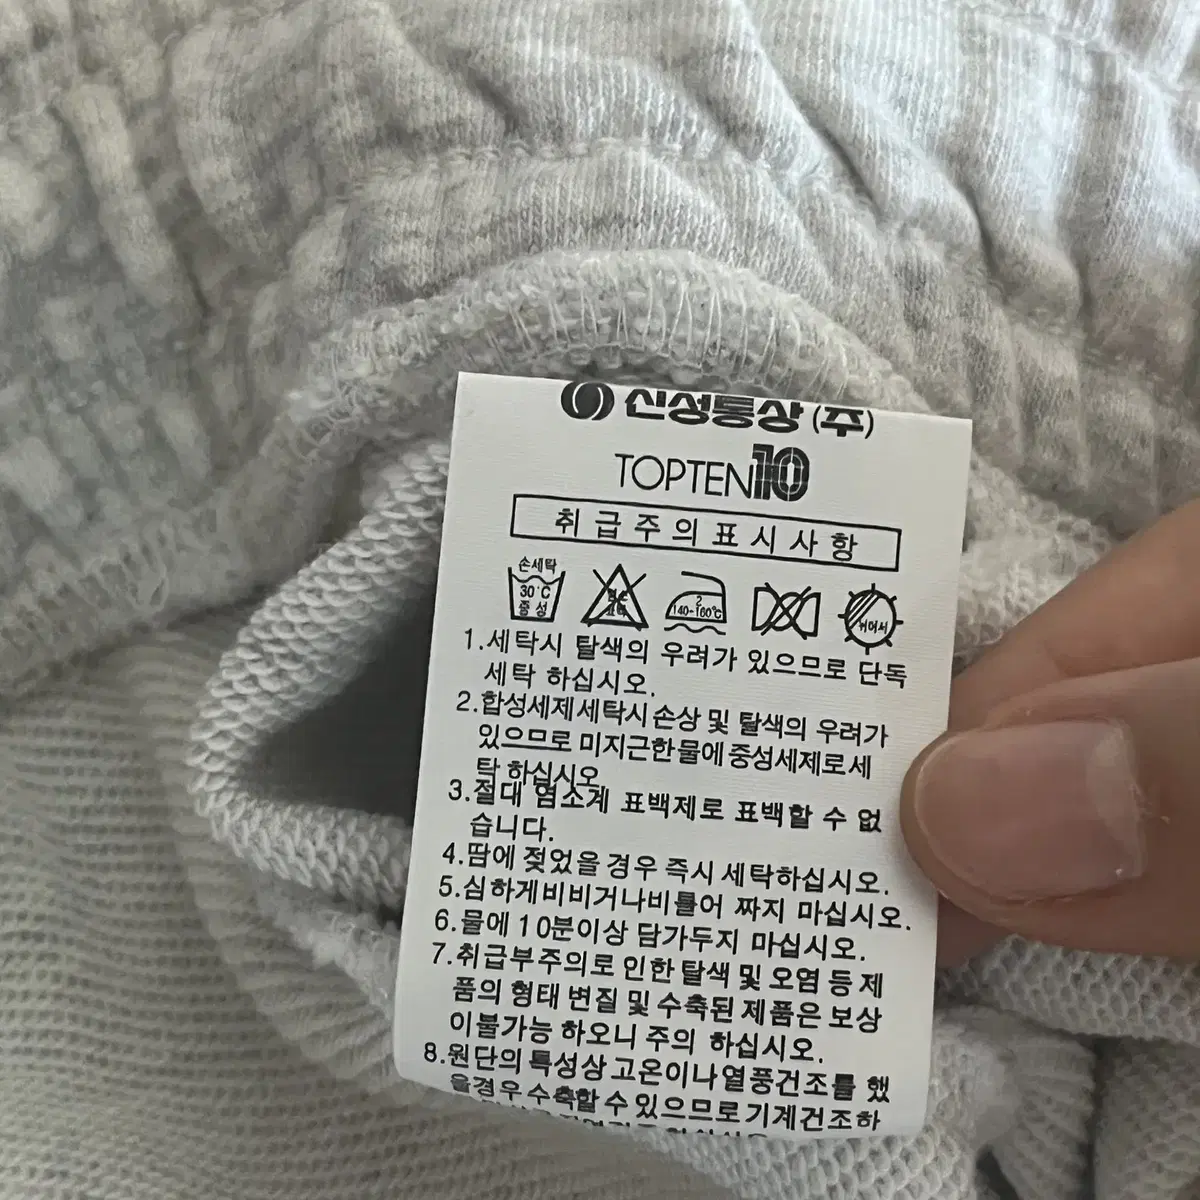 신성통상(주)
TOPTEN10
취급주의표시사항
손세탁
30℃
중성
2
140~160℃
뉘어서
1.세탁시 탈색의 우려가 있으므로 단독
세탁 하십시오.
2.합성세제세탁시손상 및 탈색의 우려가
있으므로 미지근한물에중성세제로세
탁 하십시오
3.절대 염소계 표백제로 표백할 수 없
습니다.
4.땀에 젖었을 경우 즉시 세탁하십시오.
5.심하게비비거나비틀어 짜지 마십시오.
6.물에 10분이상 담가두지 마십시오.
7.취급부주의로 인한 탈색 및 오염 등 제
품의 형태 변질 및 수축된 제품은 보상
이불가능 하오니 주의 하십시오.
8.원단의 특성상 고온이나 열풍건조를 했
을경우 수축할 수 있으므로 기계건조하